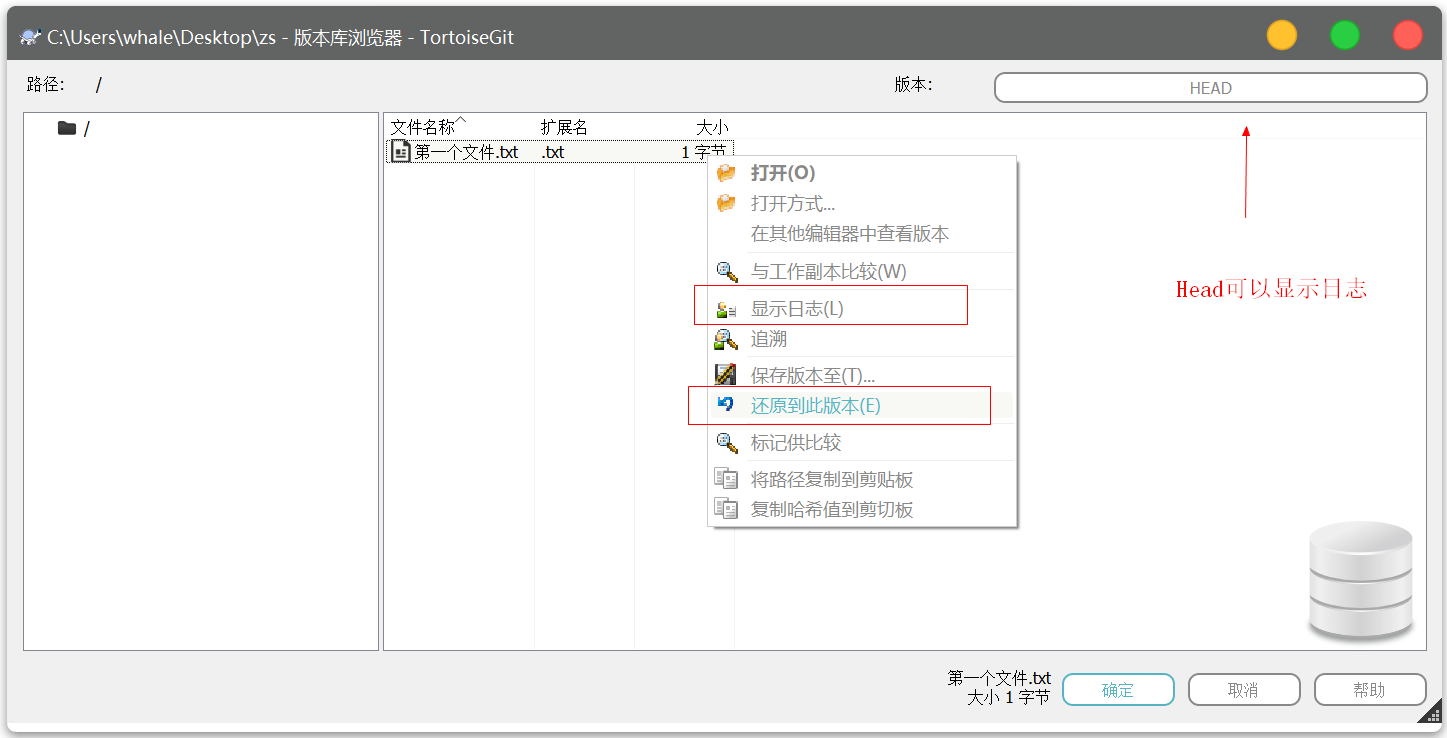 C:\Users\whale\Desktop\zs - 版本库浏览器 - TortoiseGit
路径: /
版本:
HEAD
/
文件名称 扩展名 大小
第一个文件.txt .txt 1 字节
打开(O)
打开方式...
在其他编辑器中查看版本
与工作副本比较(W)
显示日志(L)
追溯
保存版本至(T)...
还原到此版本(E)
标记供比较
将路径复制到剪贴板
复制哈希值到剪切板
Head可以显示日志
第一个文件.txt
大小 1 字节
确定
取消
帮助